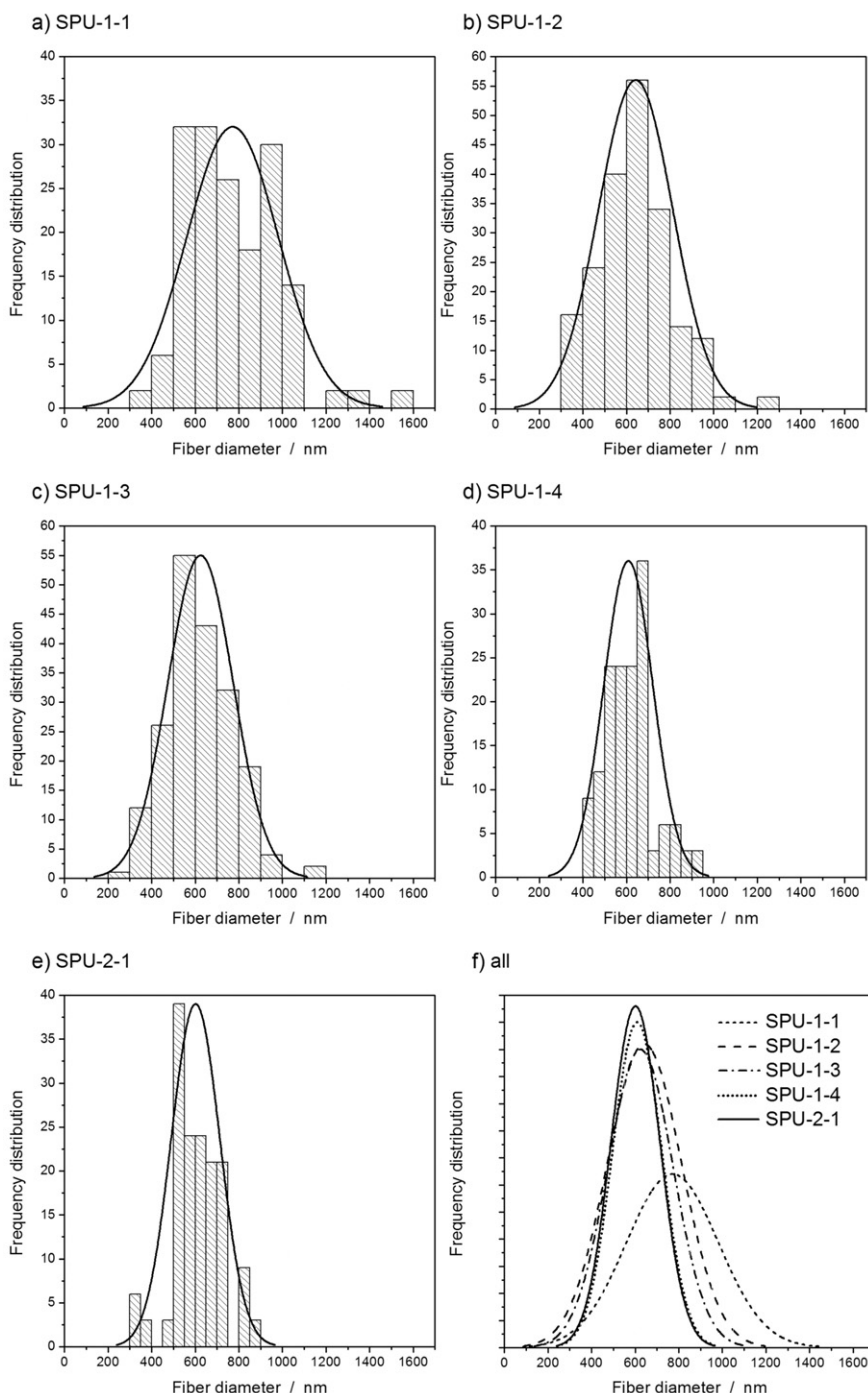 a) SPU-1-1
40
35
30
25
20
15
10
5
0
Frequency distribution
0 200 400 600 800 1000 1200 1400 1600
Fiber diameter / nm
b) SPU-1-2
60
55
50
45
40
35
30
25
20
15
10
5
0
Frequency distribution
0 200 400 600 800 1000 1200 1400 1600
Fiber diameter / nm
c) SPU-1-3
60
55
50
45
40
35
30
25
20
15
10
5
0
Frequency distribution
0 200 400 600 800 1000 1200 1400 1600
Fiber diameter / nm
d) SPU-1-4
40
35
30
25
20
15
10
5
0
Frequency distribution
0 200 400 600 800 1000 1200 1400 1600
Fiber diameter / nm
e) SPU-2-1
40
35
30
25
20
15
10
5
0
Frequency distribution
0 200 400 600 800 1000 1200 1400 1600
Fiber diameter / nm
f) all
SPU-1-1
SPU-1-2
SPU-1-3
SPU-1-4
SPU-2-1
Frequency distribution
0 200 400 600 800 1000 1200 1400 1600
Fiber diameter / nm